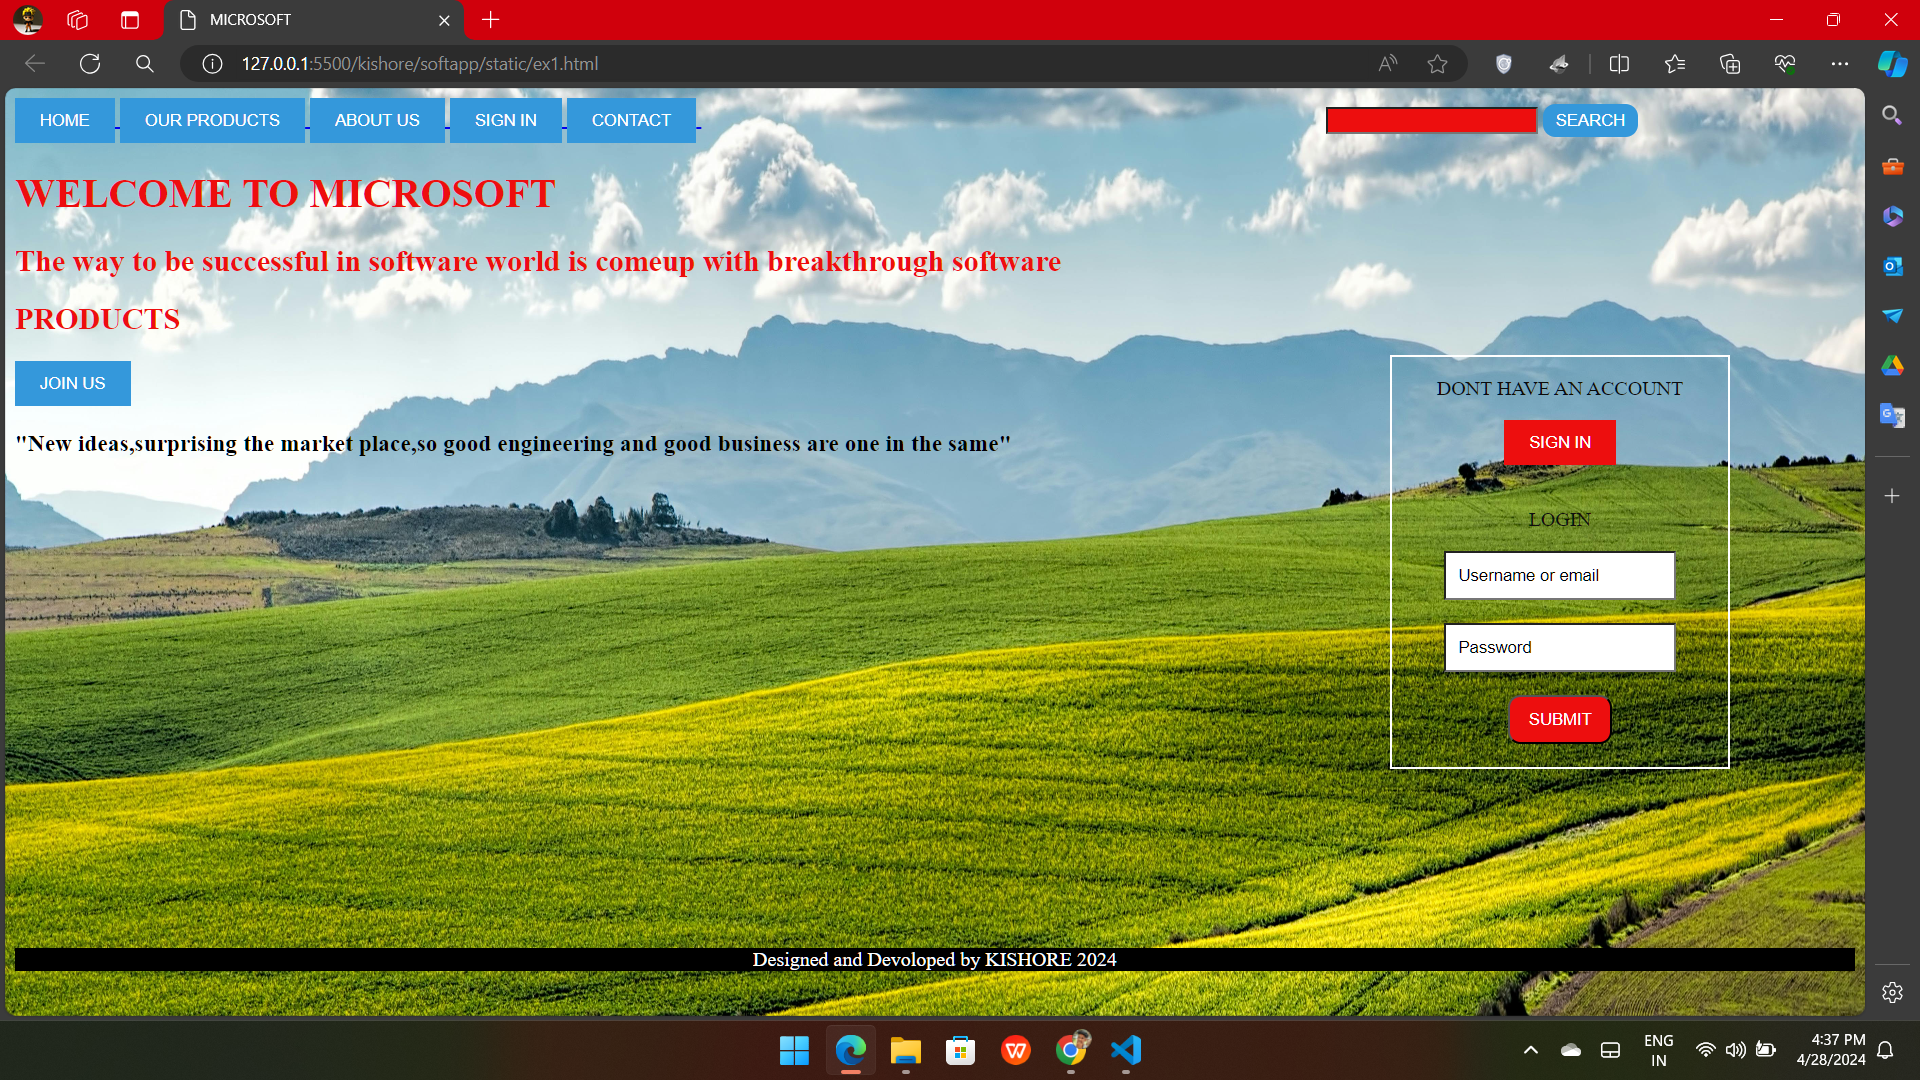 MICROSOFT
127.0.0.1:5500/kishore/softapp/static/ex1.html
HOME
OUR PRODUCTS
ABOUT US
SIGN IN
CONTACT
SEARCH
WELCOME TO MICROSOFT
The way to be successful in software world is comeup with breakthrough software
PRODUCTS
JOIN US
"New ideas,surprising the market place,so good engineering and good business are one in the same"
DONT HAVE AN ACCOUNT
SIGN IN
LOGIN
Username or email
Password
SUBMIT
Designed and Devoloped by KISHORE 2024
ENG
IN
4:37 PM
4/28/2024